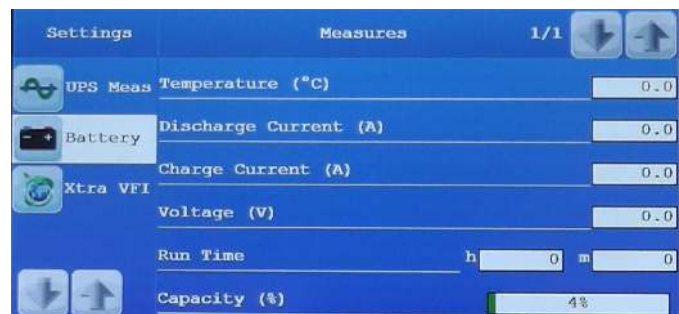 Settings Measures 1/1
UPS Meas Temperature (°C) 0.0
Battery Discharge Current (A) 0.0
Charge Current (A) 0.0
Xtra VFI
Voltage (V) 0.0
Run Time h 0 m 0
Capacity (%) 4%